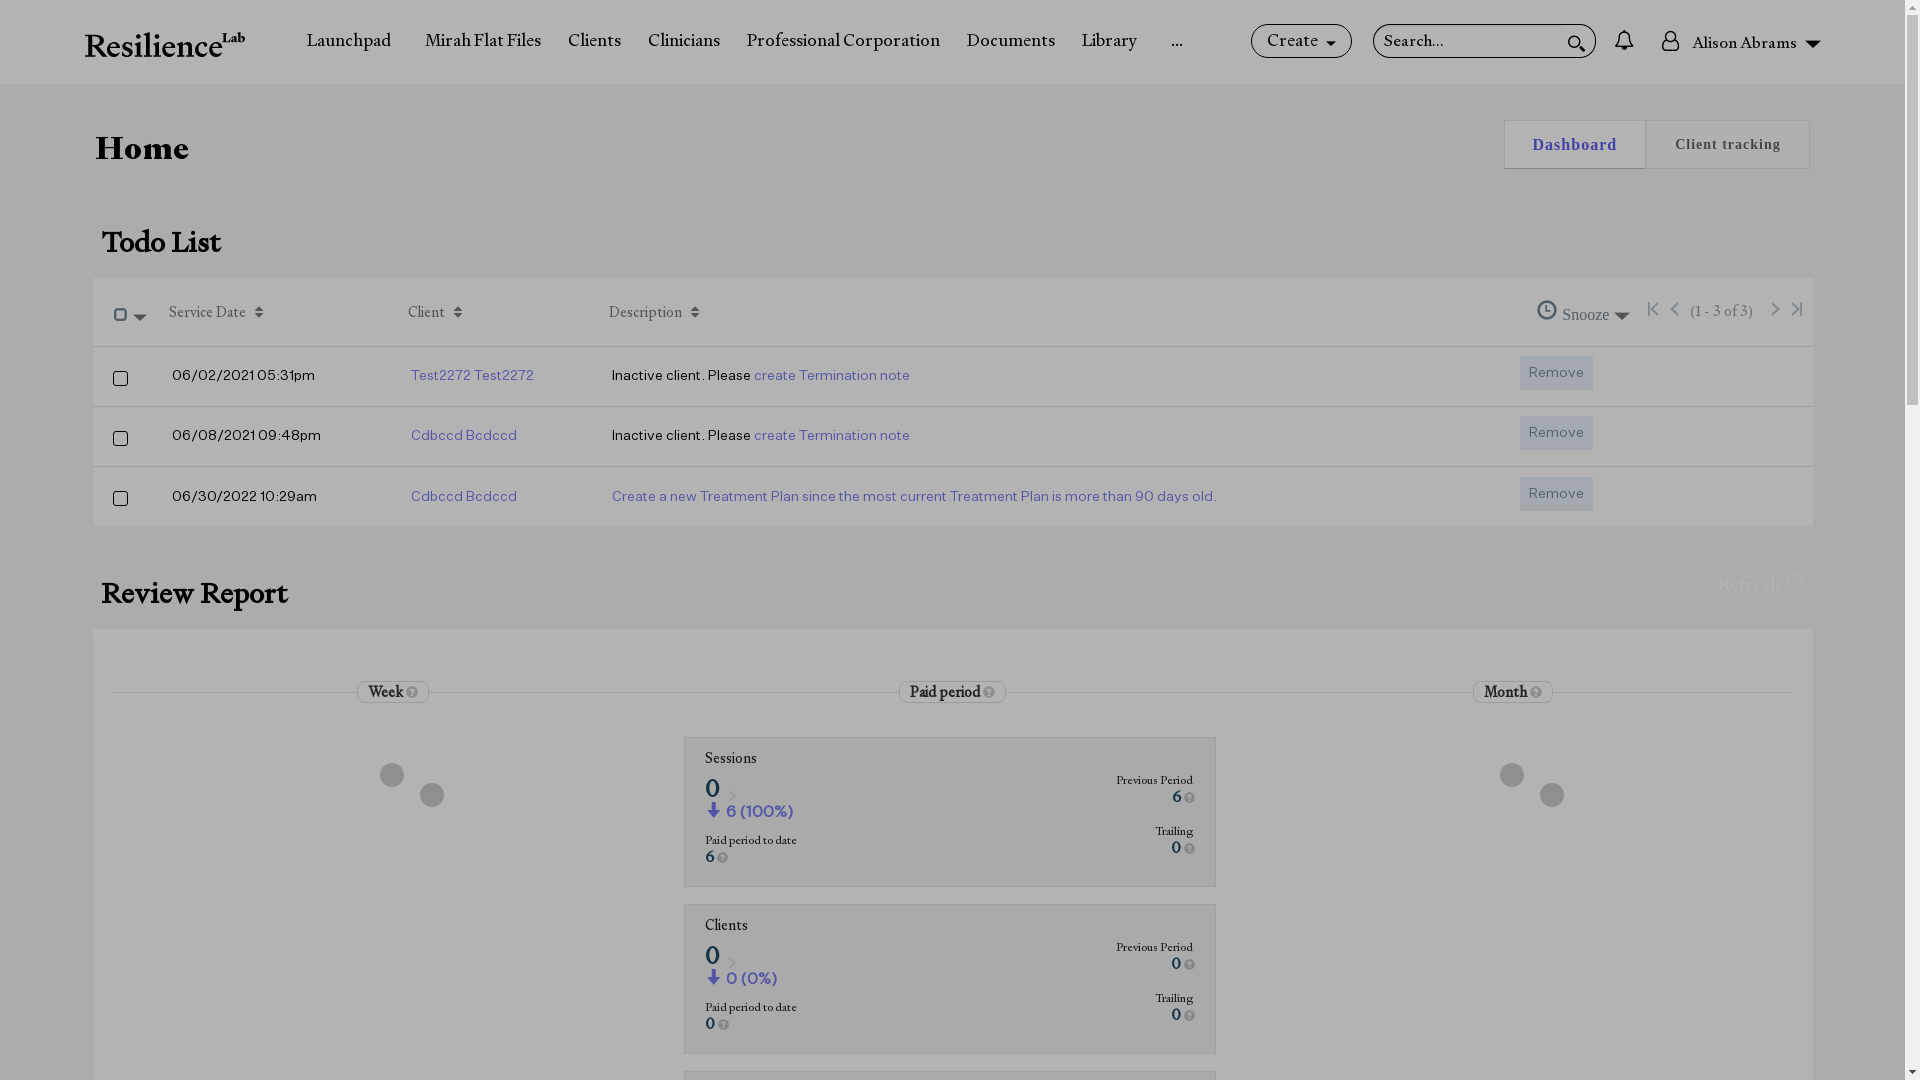 ResilienceLab Launchpad Mirah Flat Files Clients Clinicians Professional Corporation Documents Library ... Create Search... Alison Abrams
Home Dashboard Client tracking
Todo List
Service Date Client Description Snooze (1 - 3 of 3)
06/02/2021 05:31pm Test2272 Test2272 Inactive client. Please create Termination note Remove
06/08/2021 09:48pm Cdbccd Bcdccd Inactive client. Please create Termination note Remove
06/30/2022 10:29am Cdbccd Bcdccd Create a new Treatment Plan since the most current Treatment Plan is more than 90 days old. Remove
Review Report Refresh
Week Paid period Month
Sessions
0
6 (100%)
Paid period to date
6
Previous Period
6
Trailing
0
Clients
0
0 (0%)
Paid period to date
0
Previous Period
0
Trailing
0